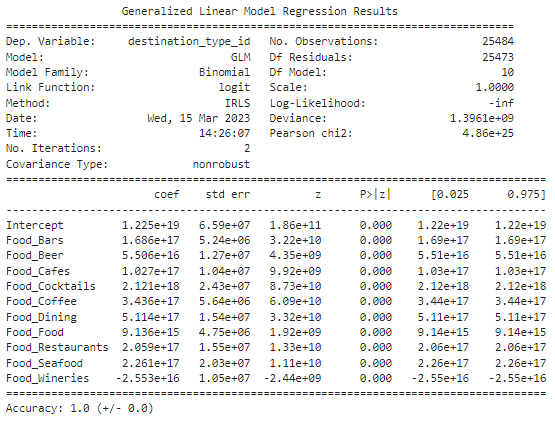 Generalized Linear Model Regression Results
==============================================================================
Dep. Variable: destination_type_id No. Observations: 25484
Model: GLM Df Residuals: 25473
Model Family: Binomial Df Model: 10
Link Function: logit Scale: 1.0000
Method: IRLS Log-Likelihood: -inf
Date: Wed, 15 Mar 2023 Deviance: 1.3961e+09
Time: 14:26:07 Pearson chi2: 4.86e+25
No. Iterations: 2
Covariance Type: nonrobust
==============================================================================
coef std err z P>|z| [0.025 0.975]
------------------------------------------------------------------------------
Intercept 1.225e+19 6.59e+07 1.86e+11 0.000 1.22e+19 1.22e+19
Food_Bars 1.686e+17 5.24e+06 3.22e+10 0.000 1.69e+17 1.69e+17
Food_Beer 5.506e+16 1.27e+07 4.35e+09 0.000 5.51e+16 5.51e+16
Food_Cafes 1.027e+17 1.04e+07 9.92e+09 0.000 1.03e+17 1.03e+17
Food_Cocktails 2.121e+18 2.43e+07 8.73e+10 0.000 2.12e+18 2.12e+18
Food_Coffee 3.436e+17 5.64e+06 6.09e+10 0.000 3.44e+17 3.44e+17
Food_Dining 5.114e+17 1.54e+07 3.32e+10 0.000 5.11e+17 5.11e+17
Food_Food 9.136e+15 4.75e+06 1.92e+09 0.000 9.14e+15 9.14e+15
Food_Restaurants 2.059e+17 1.55e+07 1.33e+10 0.000 2.06e+17 2.06e+17
Food_Seafood 2.261e+17 2.03e+07 1.11e+10 0.000 2.26e+17 2.26e+17
Food_Wineries -2.553e+16 1.05e+07 -2.44e+09 0.000 -2.55e+16 -2.55e+16
==============================================================================
Accuracy: 1.0 (+/- 0.0)